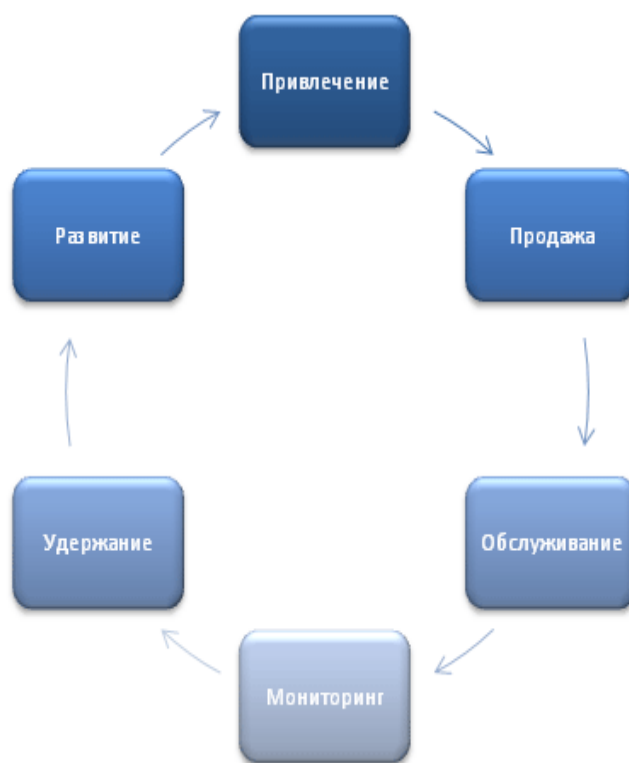 Привлечение
Продажа
Обслуживание
Мониторинг
Удержание
Развитие